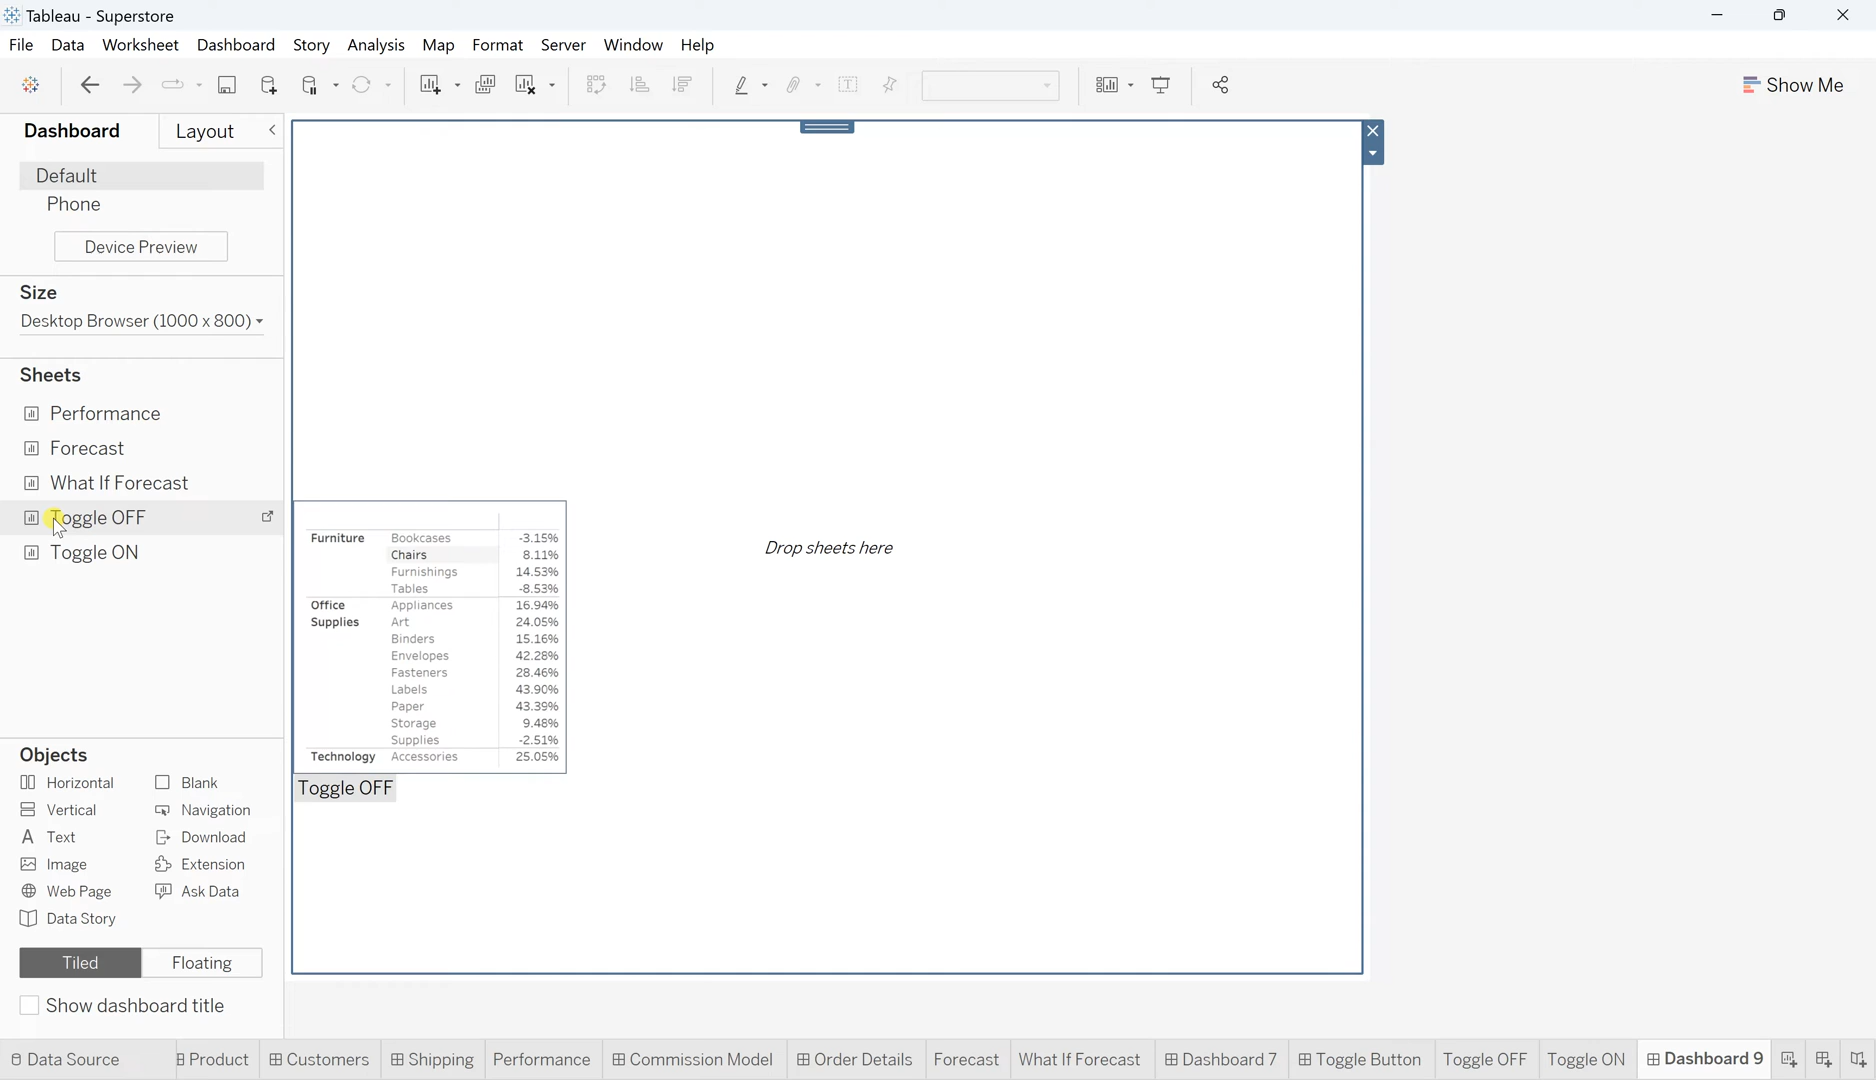 Tableau - Superstore
File Data Worksheet Dashboard Story Analysis Map Format Server Window Help
Show Me
Dashboard Layout
Default
Phone
Device Preview
Size
Desktop Browser (1000 x 800)
Sheets
Performance
Forecast
What If Forecast
Toggle OFF
Toggle ON
Furniture Bookcases -3.15%
Chairs 8.11%
Furnishings 14.53%
Tables -8.53%
Office Appliances 16.94%
Supplies Art 24.05%
Binders 15.16%
Envelopes 42.28%
Fasteners 28.46%
Labels 43.90%
Paper 43.39%
Storage 9.48%
Supplies -2.51%
Technology Accessories 25.05%
Toggle OFF
Drop sheets here
Objects
Horizontal Blank
Vertical Navigation
Text Download
Image Extension
Web Page Ask Data
Data Story
Tiled Floating
Show dashboard title
Data Source Product Customers Shipping Performance Commission Model Order Details Forecast What If Forecast Dashboard 7 Toggle Button Toggle OFF Toggle ON Dashboard 9